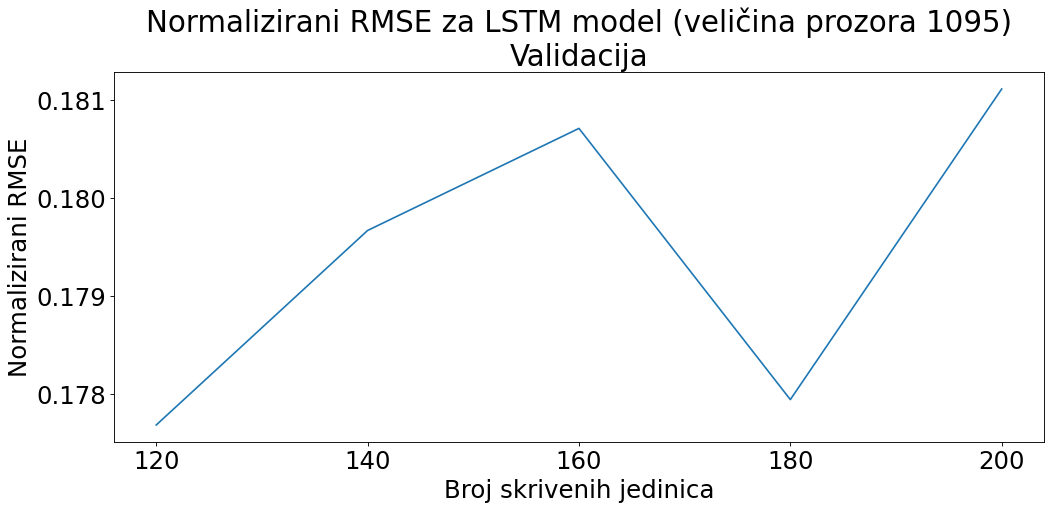 Normalizirani RMSE za LSTM model (veličina prozora 1095)
Validacija
Normalizirani RMSE
0.181
0.180
0.179
0.178
120 140 160 180 200
Broj skrivenih jedinica